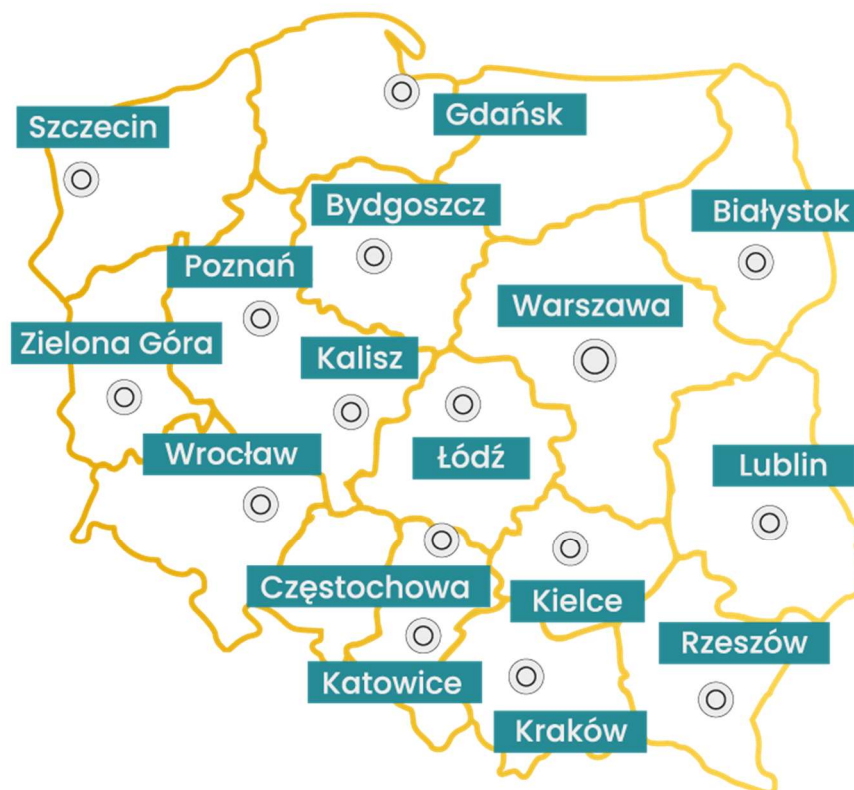 Gdańsk
Szczecin
Bydgoszcz
Białystok
Poznań
Warszawa
Zielona Góra
Kalisz
Wrocław
Łódź
Lublin
Częstochowa
Kielce
Rzeszów
Katowice
Kraków